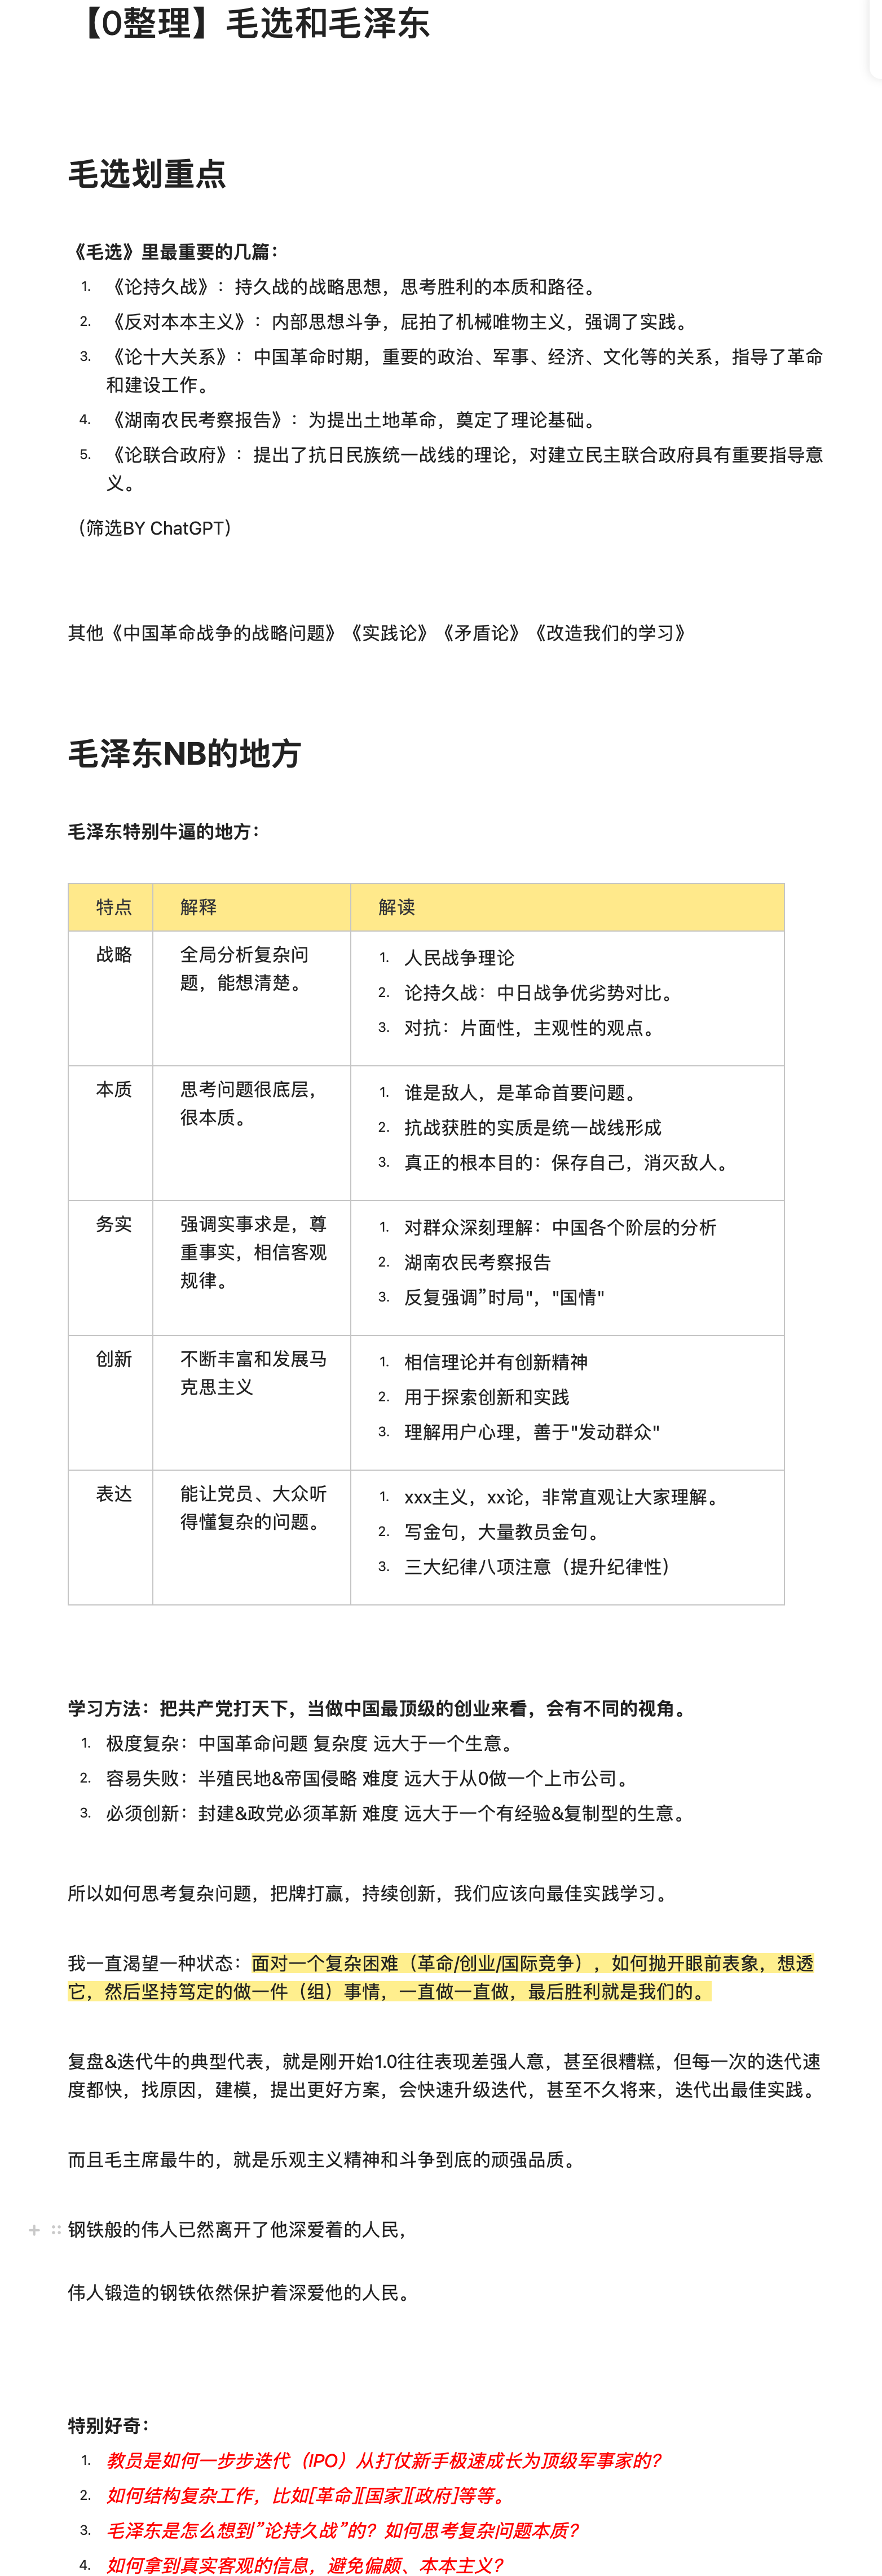 【0整理】毛选和毛泽东
毛选划重点
《毛选》里最重要的几篇：
1. 《论持久战》：持久战的战略思想，思考胜利的本质和路径。
2. 《反对本本主义》：内部思想斗争，屁拍了机械唯物主义，强调了实践。
3. 《论十大关系》：中国革命时期，重要的政治、军事、经济、文化等的关系，指导了革命
和建设工作。
4. 《湖南农民考察报告》：为提出土地革命，奠定了理论基础。
5. 《论联合政府》：提出了抗日民族统一战线的理论，对建立民主联合政府具有重要指导意
义。
（筛选BY ChatGPT）
其他《中国革命战争的战略问题》《实践论》《矛盾论》《改造我们的学习》
毛泽东NB的地方
毛泽东特别牛逼的地方：
特点 解释 解读
战略
全局分析复杂问
题，能想清楚。
1. 人民战争理论
2. 论持久战：中日战争优劣势对比。
3. 对抗：片面性，主观性的观点。
本质
思考问题很底层，
很本质。
1. 谁是敌人，是革命首要问题。
2. 抗战获胜的实质是统一战线形成
3. 真正的根本目的：保存自己，消灭敌人。
务实
强调实事求是，尊
重事实，相信客观
规律。
1. 对群众深刻理解：中国各个阶层的分析
2. 湖南农民考察报告
3. 反复强调”时局"，"国情"
创新
不断丰富和发展马
克思主义
1. 相信理论并有创新精神
2. 用于探索创新和实践
3. 理解用户心理，善于"发动群众"
表达
能让党员、大众听
得懂复杂的问题。
1. xxx主义，xx论，非常直观让大家理解。
2. 写金句，大量教员金句。
3. 三大纪律八项注意（提升纪律性）
学习方法：把共产党打天下，当做中国最顶级的创业来看，会有不同的视角。
1. 极度复杂：中国革命问题 复杂度 远大于一个生意。
2. 容易失败：半殖民地&帝国侵略 难度 远大于从0做一个上市公司。
3. 必须创新：封建&政党必须革新 难度 远大于一个有经验&复制型的生意。
所以如何思考复杂问题，把牌打赢，持续创新，我们应该向最佳实践学习。
我一直渴望一种状态：面对一个复杂困难（革命/创业/国际竞争），如何抛开眼前表象，想透
它，然后坚持笃定的做一件（组）事情，一直做一直做，最后胜利就是我们的。
复盘&迭代牛的典型代表，就是刚开始1.0往往表现差强人意，甚至很糟糕，但每一次的迭代速
度都快，找原因，建模，提出更好方案，会快速升级迭代，甚至不久将来，迭代出最佳实践。
而且毛主席最牛的，就是乐观主义精神和斗争到底的顽强品质。
钢铁般的伟人已然离开了他深爱着的人民，
伟人锻造的钢铁依然保护着深爱他的人民。
特别好奇：
1. 教员是如何一步步迭代（IPO）从打仗新手极速成长为顶级军事家的？
2. 如何结构复杂工作，比如[革命][国家][政府]等等。
3. 毛泽东是怎么想到”论持久战”的？如何思考复杂问题本质？
4. 如何拿到真实客观的信息，避免偏颇、本本主义？